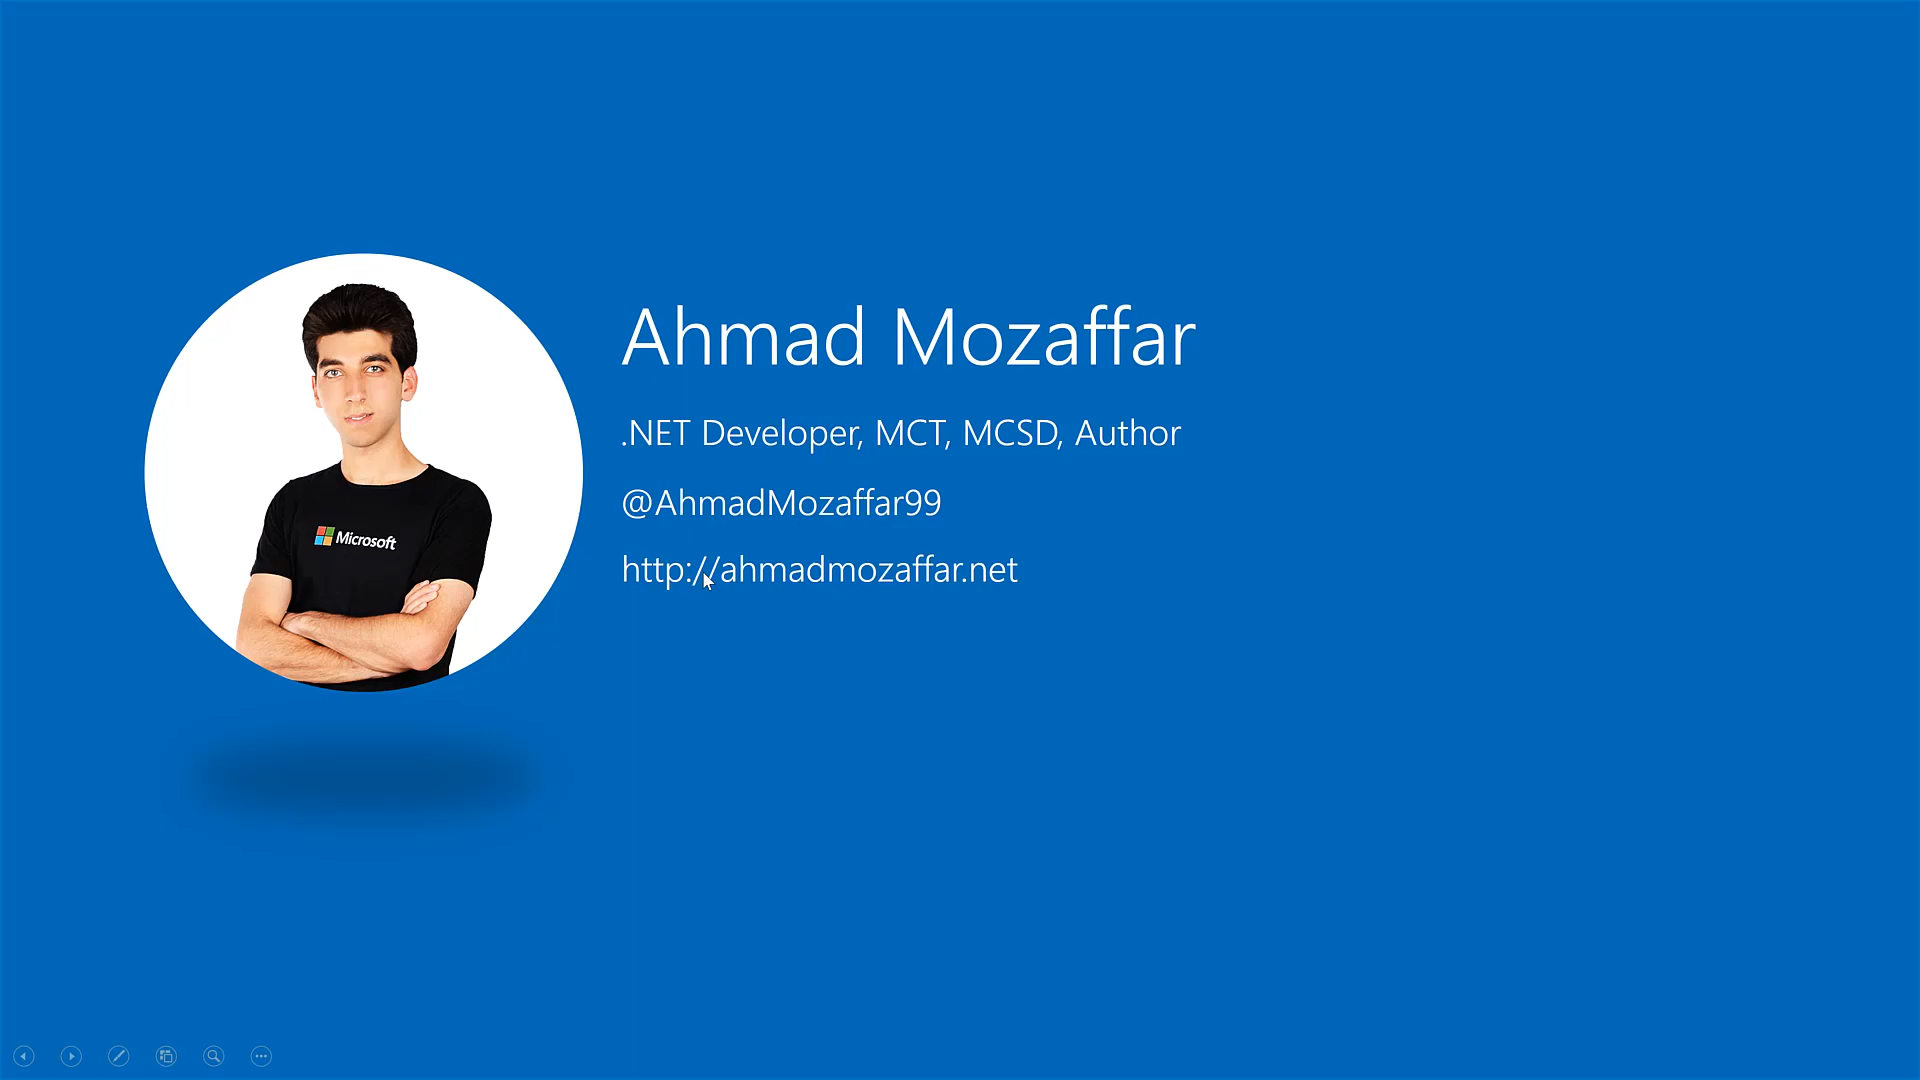 Ahmad Mozaffar
.NET Developer, MCT, MCSD, Author
@AhmadMozaffar99
http://ahmadmozaffar.net
Microsoft